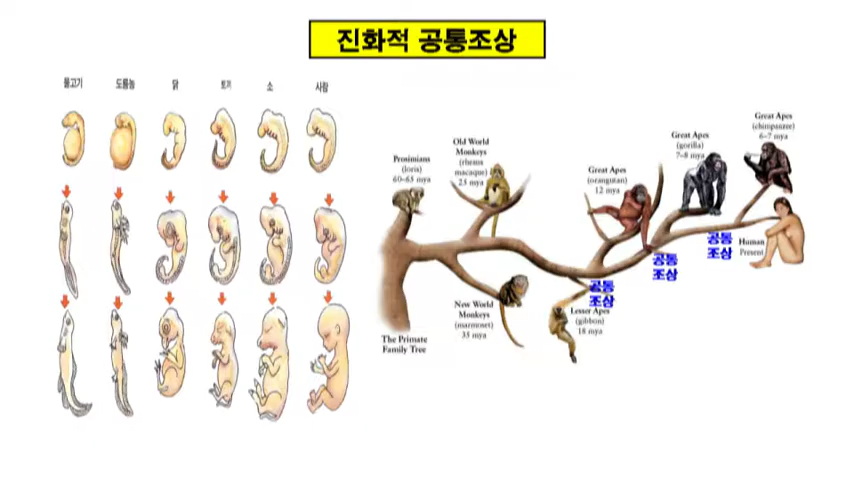 진화적 공통조상
물고기 도롱뇽 닭 토끼 소 사람
Prosimians
(loris)
60–65 mya
Old World
Monkeys
(rhesus
macaque)
25 mya
Great Apes
(orangutan)
12 mya
Great Apes
(gorilla)
7–8 mya
Great Apes
(chimpanzee)
6–7 mya
Human
Present
공통
조상
공통
조상
공통
조상
New World
Monkeys
(marmoset)
35 mya
Lesser Apes
(gibbon)
18 mya
The Primate
Family Tree